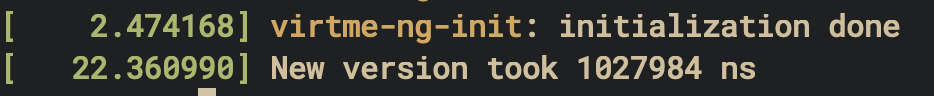 [    2.474168] virtme-ng-init: initialization done
[   22.360990] New version took 1027984 ns